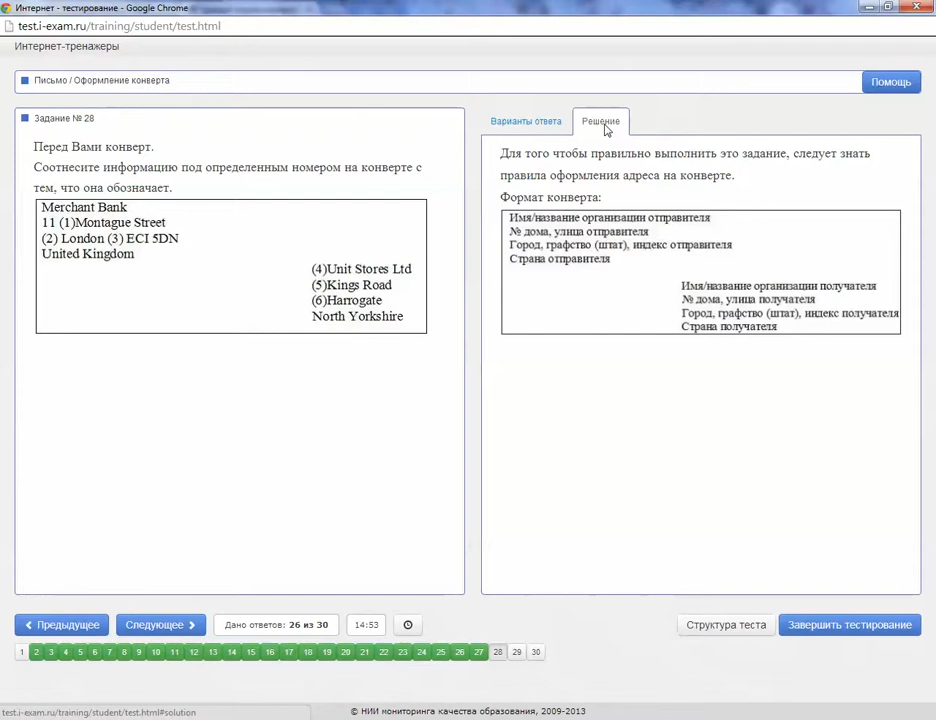 Интернет - тестирование - Google Chrome
test.i-exam.ru/training/student/test.html
Интернет-тренажеры
Письмо / Оформление конверта
Помощь
Задание № 28
Перед Вами конверт.
Соотнесите информацию под определенным номером на конверте с
тем, что она обозначает.
Merchant Bank
11 (1)Montague Street
(2) London (3) ECI 5DN
United Kingdom
(4)Unit Stores Ltd
(5)Kings Road
(6)Harrogate
North Yorkshire
Варианты ответа
Решение
Для того чтобы правильно выполнить это задание, следует знать
правила оформления адреса на конверте.
Формат конверта:
Имя/название организации отправителя
№ дома, улица отправителя
Город, графство (штат), индекс отправителя
Страна отправителя
Имя/название организации получателя
№ дома, улица получателя
Город, графство (штат), индекс получателя
Страна получателя
Предыдущее
Следующее
Дано ответов: 26 из 30
14:53
Структура теста
Завершить тестирование
1 2 3 4 5 6 7 8 9 10 11 12 13 14 15 16 17 18 19 20 21 22 23 24 25 26 27 28 29 30
test.i-exam.ru/training/student/test.html#solution
© НИИ мониторинга качества образования, 2009-2013